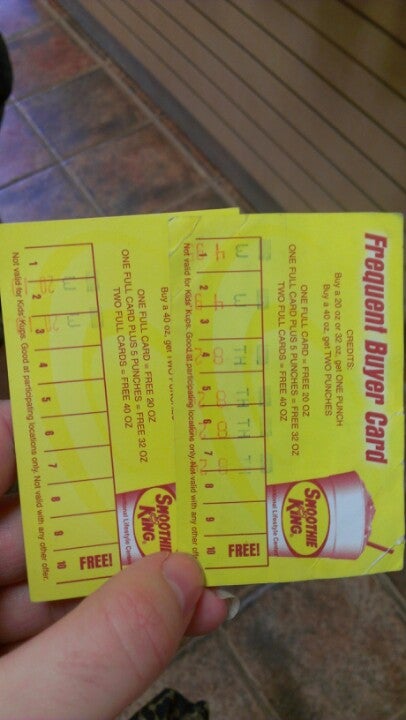 Frequent Buyer Card
CREDITS:
Buy a 20 oz. or 32 oz, get ONE PUNCH
Buy a 40 oz, get TWO PUNCHES
ONE FULL CARD = FREE 20 OZ
ONE FULL CARD PLUS 5 PUNCHES = FREE 32 OZ
TWO FULL CARDS = FREE 40 OZ
SMOOTHIE
KING
W W TH TH TH T
3 4 5 6 7 8 9 10 FREE!
Not valid for Kids' Kups. Good at participating locations only. Not valid with any other offer.
Buy a 40 oz, get TWO PUNCHES
ONE FULL CARD = FREE 20 OZ
ONE FULL CARD PLUS 5 PUNCHES = FREE 32 OZ
TWO FULL CARDS = FREE 40 OZ
SMOOTHIE
KING
1 2 3 4 5 6 7 8 9 10 FREE!
Not valid for Kids' Kups. Good at participating locations only. Not valid with any other offer.